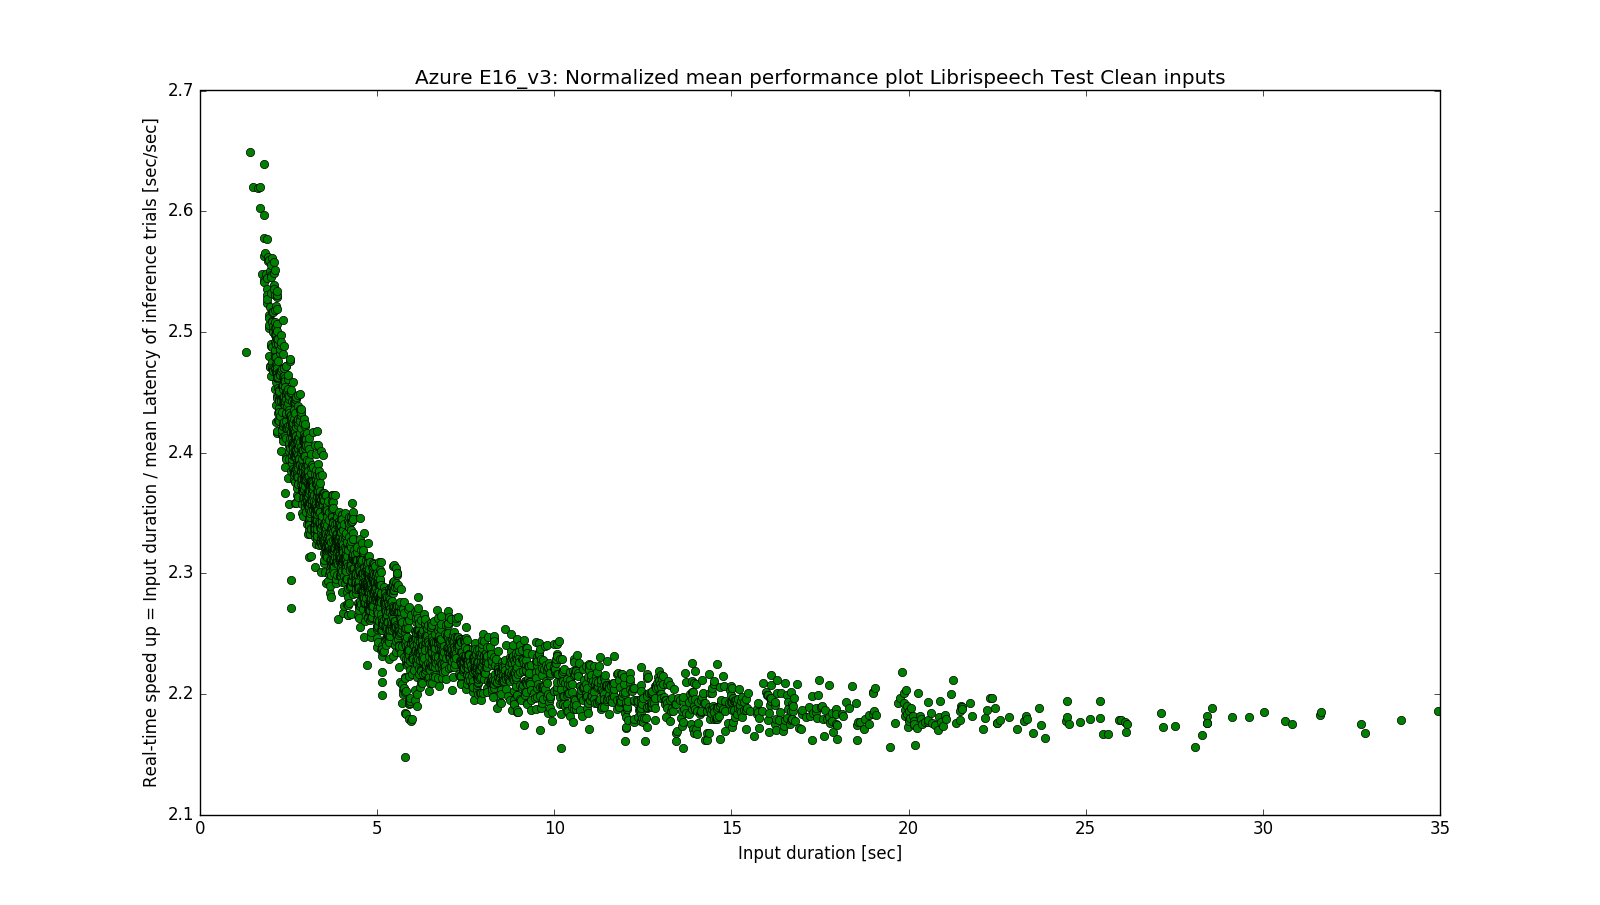 Azure E16_v3: Normalized mean performance plot Librispeech Test Clean inputs
Real-time speed up = Input duration / mean Latency of inference trials [sec/sec]
2.7
2.6
2.5
2.4
2.3
2.2
2.1
0 5 10 15 20 25 30 35
Input duration [sec]